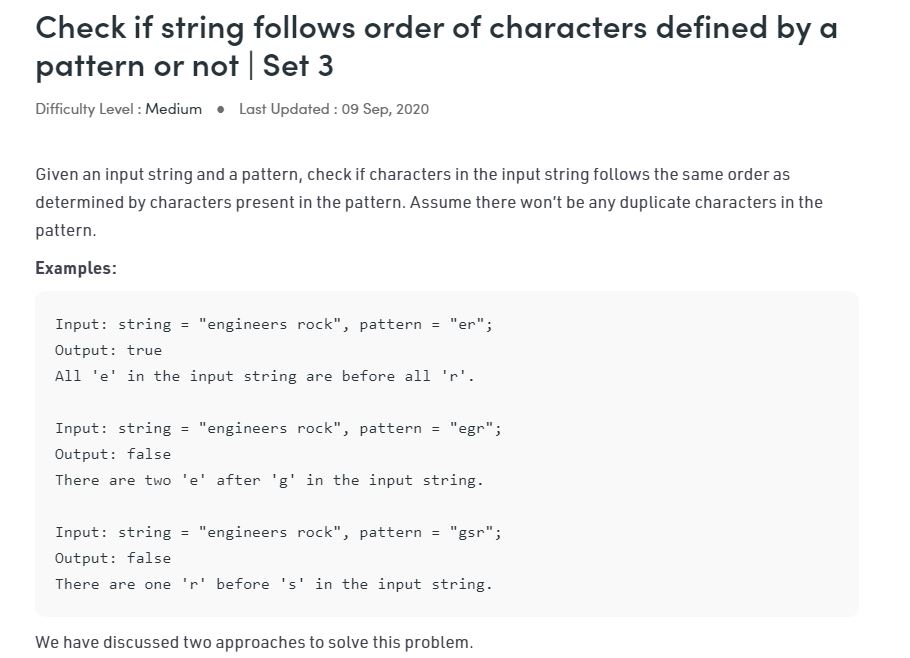 Check if string follows order of characters defined by a
pattern or not | Set 3
Difficulty Level : Medium ● Last Updated : 09 Sep, 2020
Given an input string and a pattern, check if characters in the input string follows the same order as
determined by characters present in the pattern. Assume there won’t be any duplicate characters in the
pattern.
Examples:
Input: string = "engineers rock", pattern = "er";
Output: true
All 'e' in the input string are before all 'r'.
Input: string = "engineers rock", pattern = "egr";
Output: false
There are two 'e' after 'g' in the input string.
Input: string = "engineers rock", pattern = "gsr";
Output: false
There are one 'r' before 's' in the input string.
We have discussed two approaches to solve this problem.